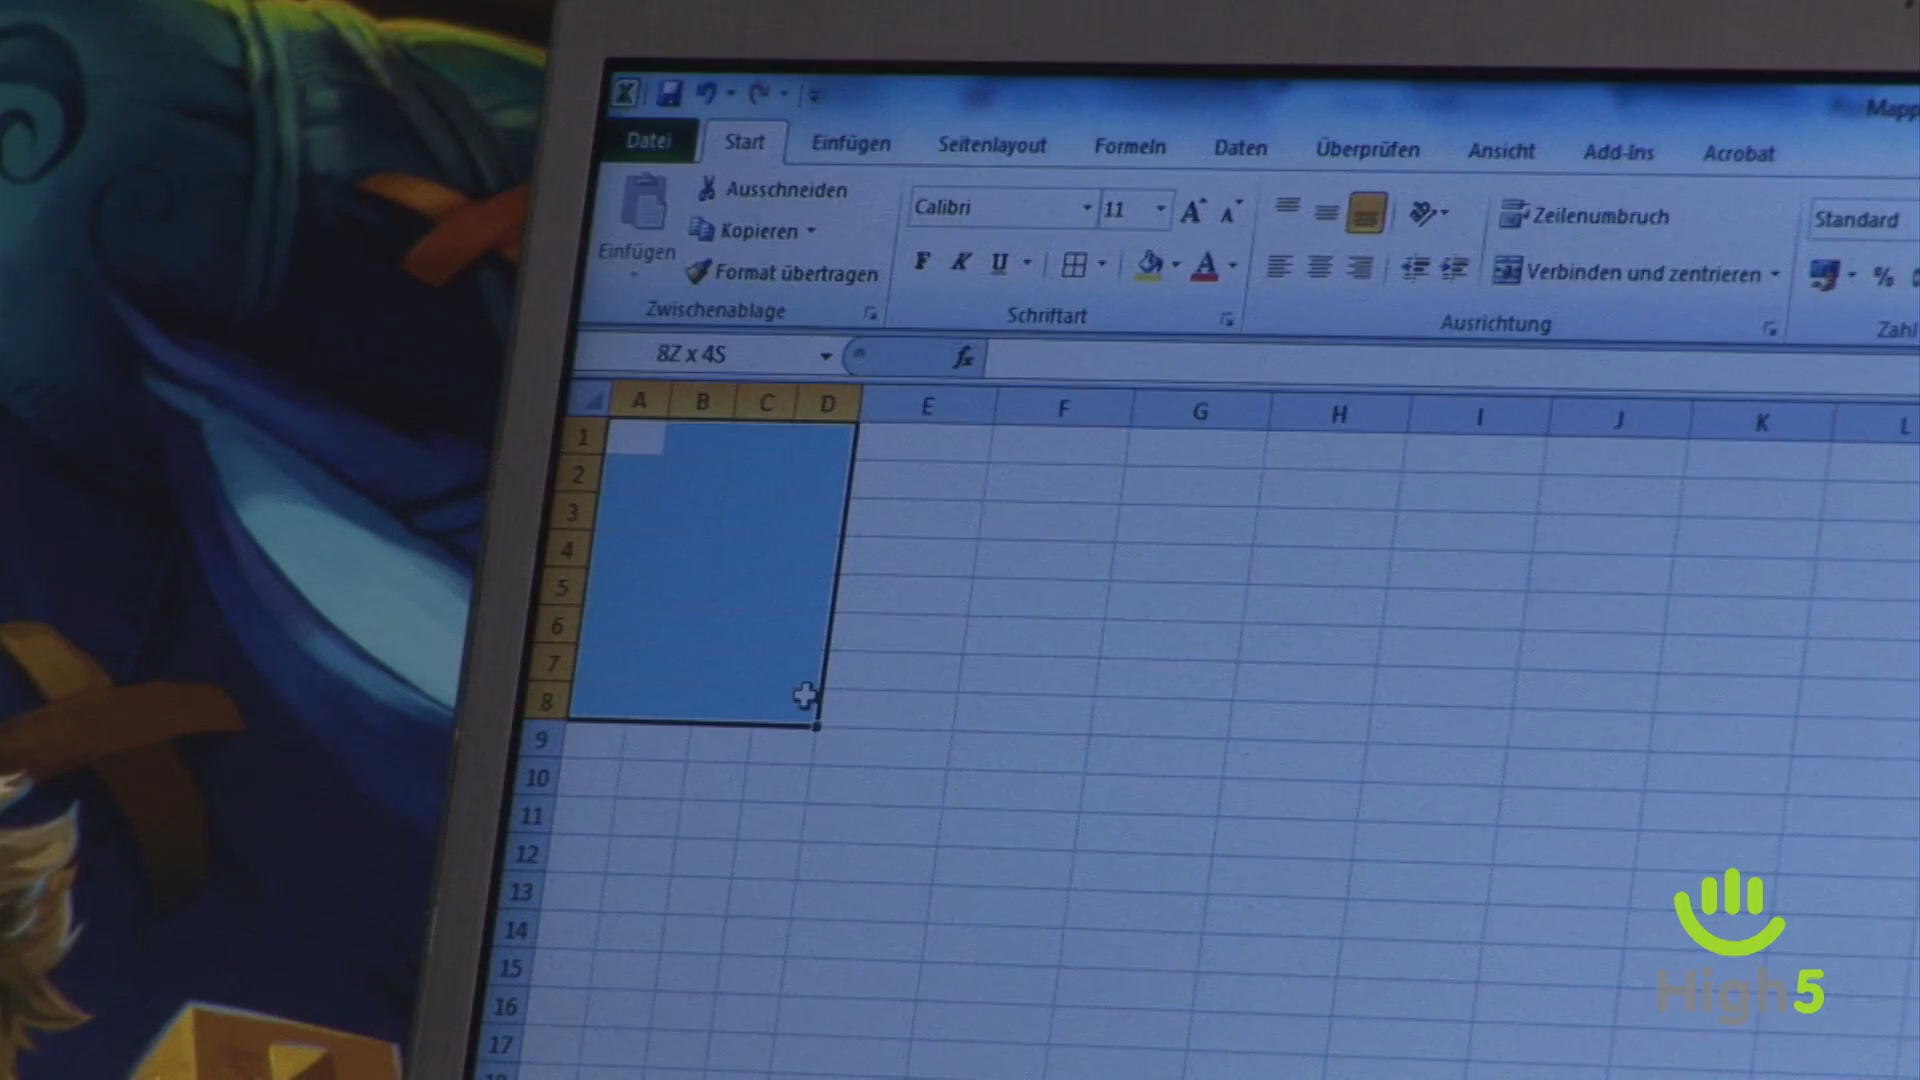 Mapp
Datei Start Einfügen Seitenlayout Formeln Daten Überprüfen Ansicht Add-Ins Acrobat
Ausschneiden
Kopieren
Format übertragen
Einfügen
Zwischenablage
Calibri 11
F K U
Schriftart
Zeilenumbruch
Verbinden und zentrieren
Ausrichtung
Standard
%
Zahl
8Z x 4S fx
A B C D E F G H I J K L
1
2
3
4
5
6
7
8
9
10
11
12
13
14
15
16
17
High5